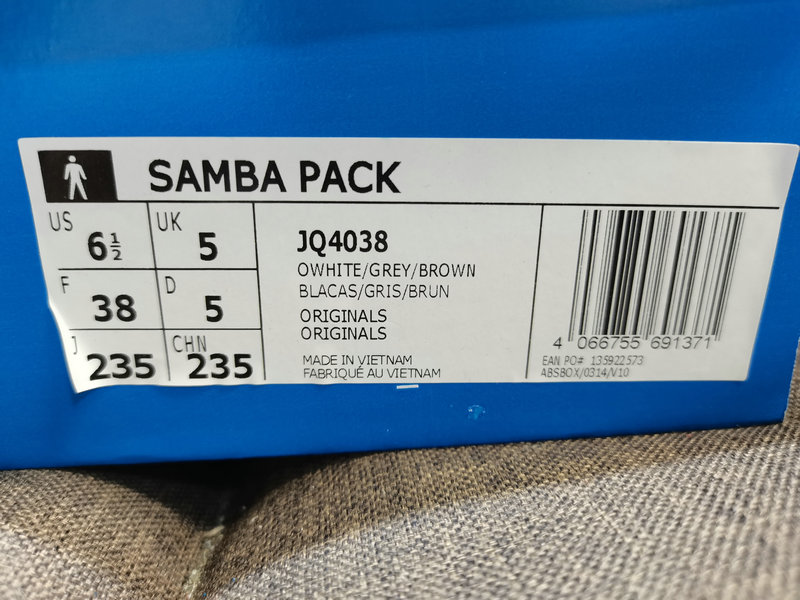 SAMBA PACK
US 6½ UK 5
F 38 D 5
J 235 CHN 235
JQ4038
OWHITE/GREY/BROWN
BLACAS/GRIS/BRUN
ORIGINALS
ORIGINALS
MADE IN VIETNAM
FABRIQUÉ AU VIETNAM
4 066755 691371
EAN PO# 135922573
ABSBOX/0314/V10